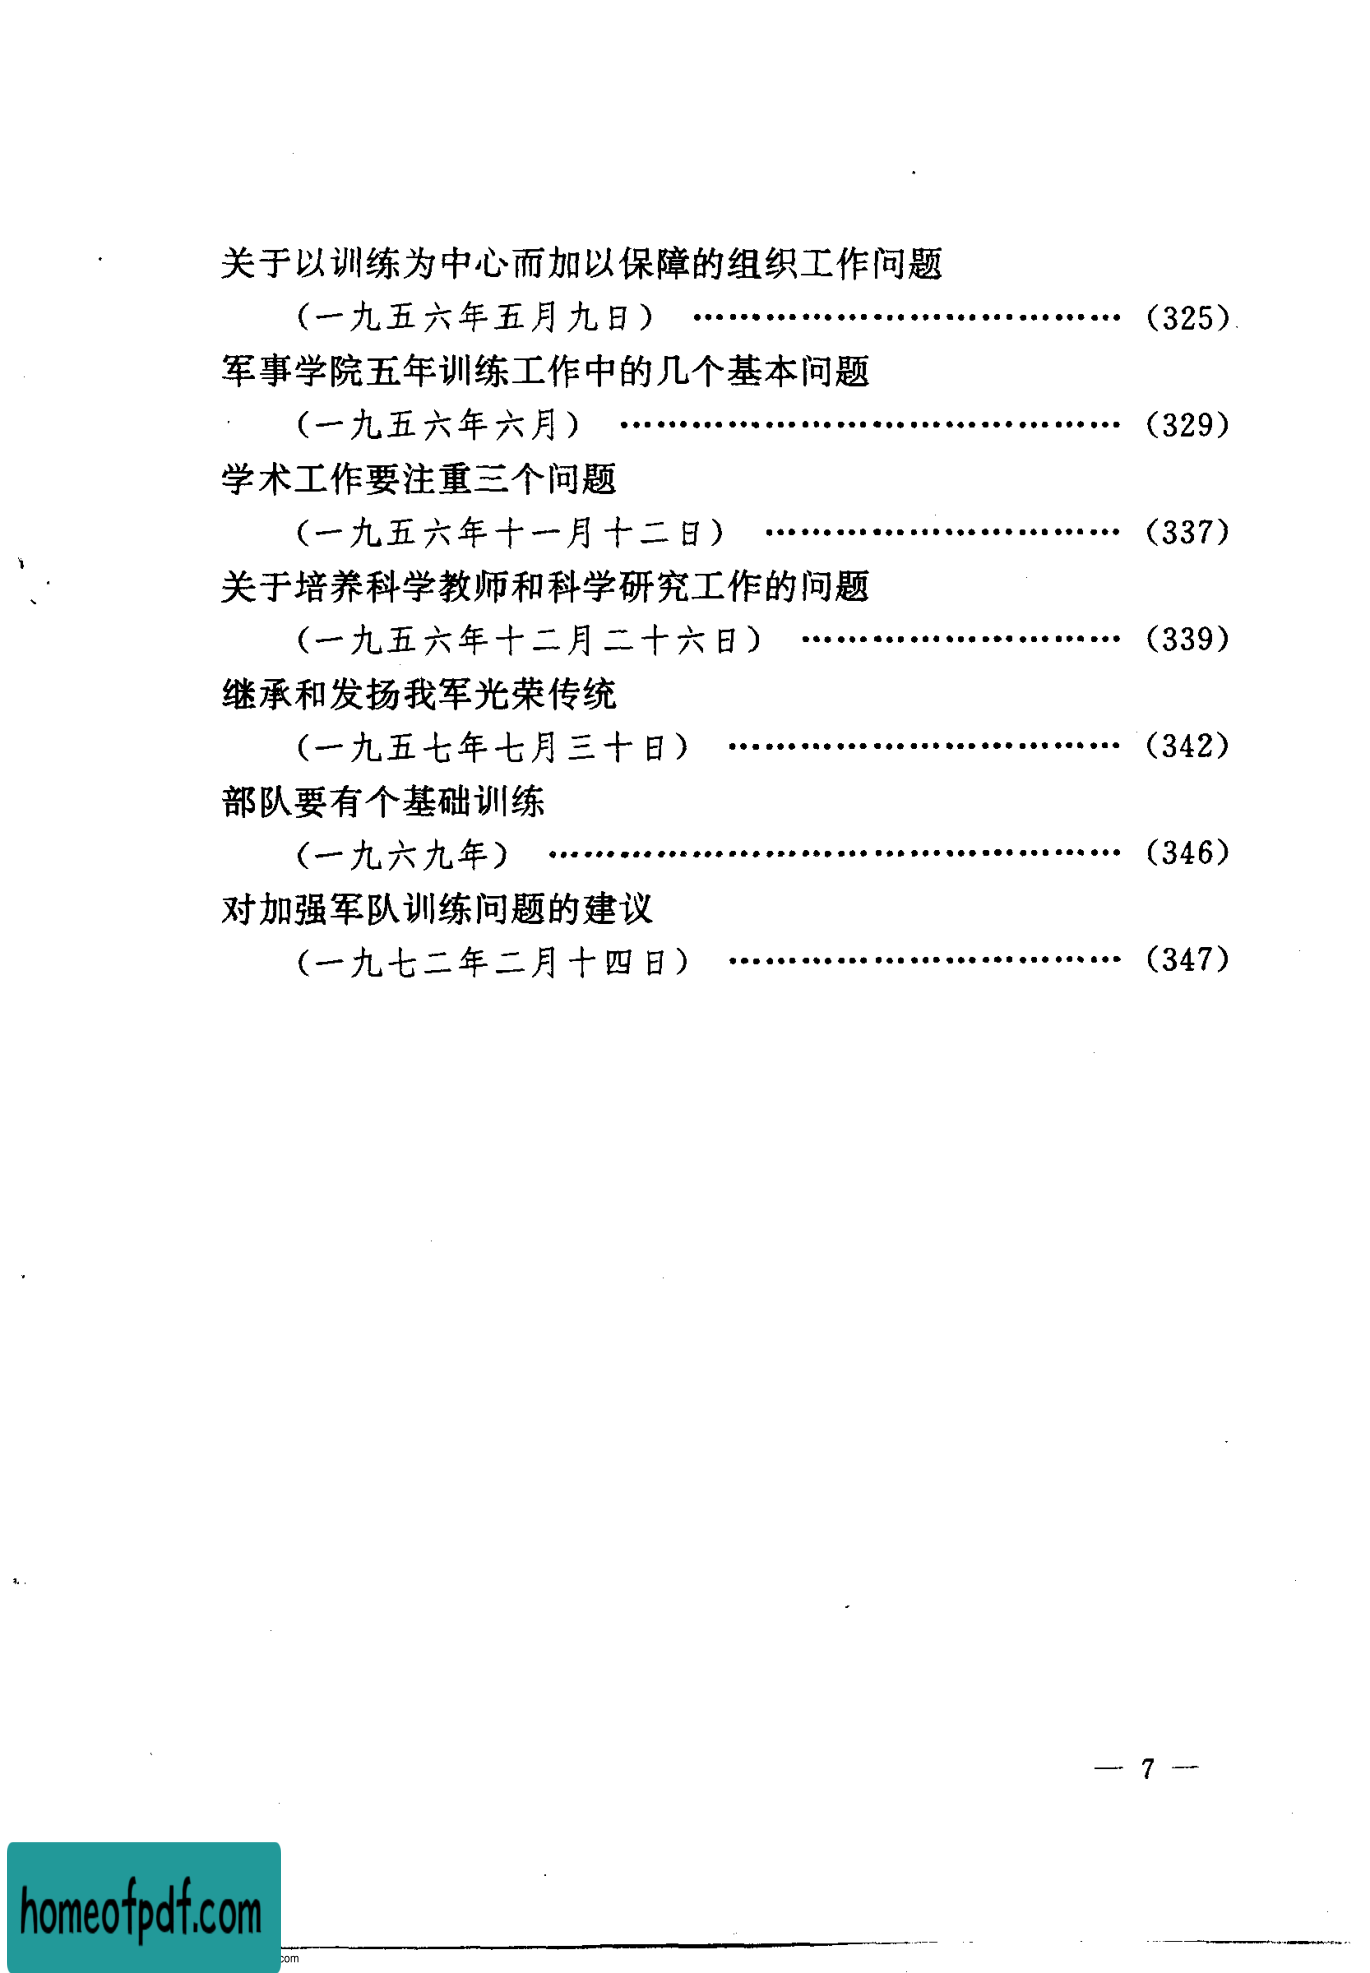 关于以训练为中心而加以保障的组织工作问题
（一九五六年五月九日） ………………………………（325）
军事学院五年训练工作中的几个基本问题
（一九五六年六月） ……………………………………（329）
学术工作要注重三个问题
（一九五六年十一月十二日） …………………………（337）
关于培养科学教师和科学研究工作的问题
（一九五六年十二月二十六日） ………………………（339）
继承和发扬我军光荣传统
（一九五七年七月三十日） ……………………………（342）
部队要有个基础训练
（一九六九年） …………………………………………（346）
对加强军队训练问题的建议
（一九七二年二月十四日） ……………………………（347）
— 7 —
homeofpdf.com
com